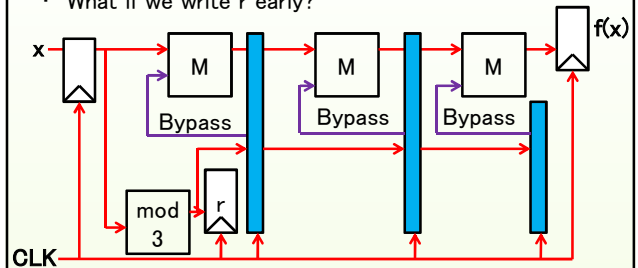 • What if we write r early?
f(x)
x
M
M
M
Bypass
Bypass
Bypass
mod
3
r
CLK